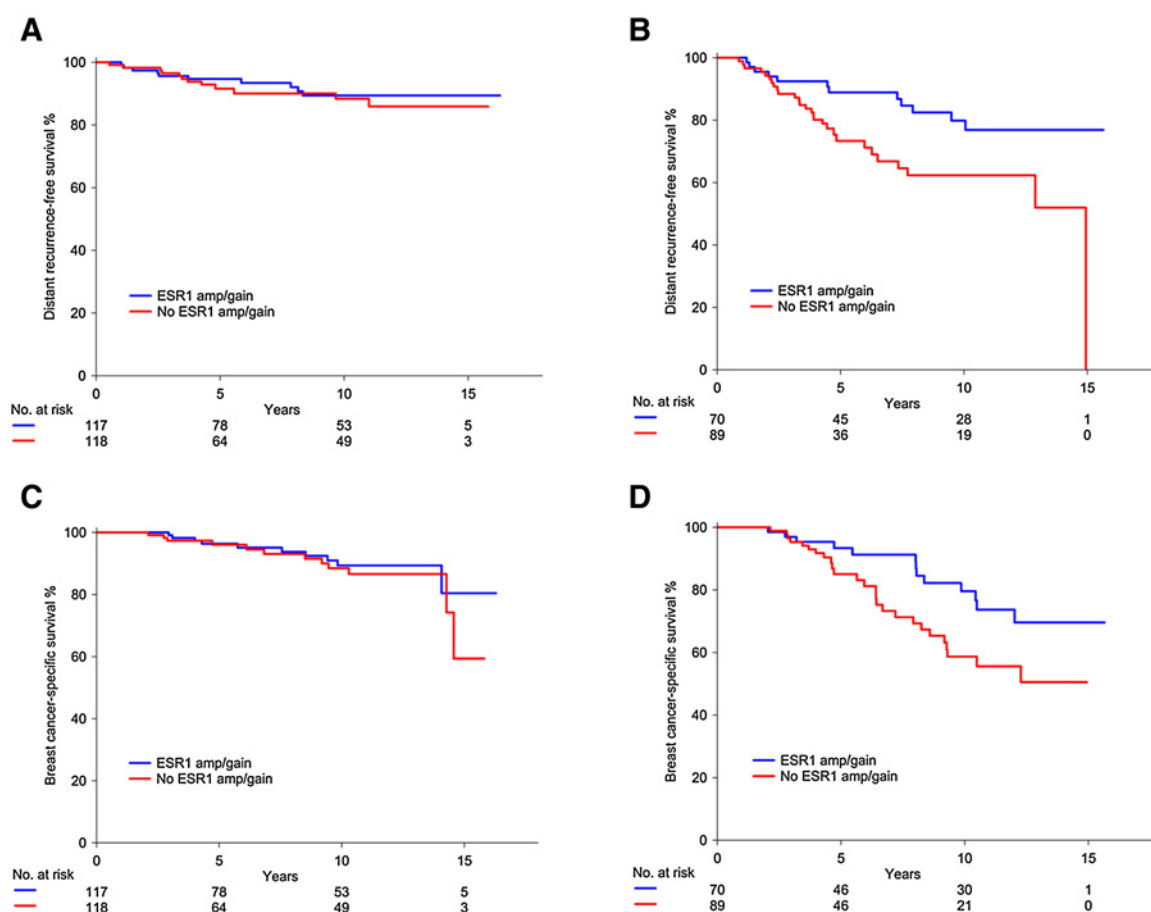 A
Distant recurrence-free survival %
100
80
60
40
20
0
ESR1 amp/gain
No ESR1 amp/gain
0 5 10 15
Years
No. at risk
117 78 53 5
118 64 49 3
B
Distant recurrence-free survival %
100
80
60
40
20
0
ESR1 amp/gain
No ESR1 amp/gain
0 5 10 15
Years
No. at risk
70 45 28 1
89 36 19 0
C
Breast cancer-specific survival %
100
80
60
40
20
0
ESR1 amp/gain
No ESR1 amp/gain
0 5 10 15
Years
No. at risk
117 78 53 5
118 64 49 3
D
Breast cancer-specific survival %
100
80
60
40
20
0
ESR1 amp/gain
No ESR1 amp/gain
0 5 10 15
Years
No. at risk
70 46 30 1
89 46 21 0